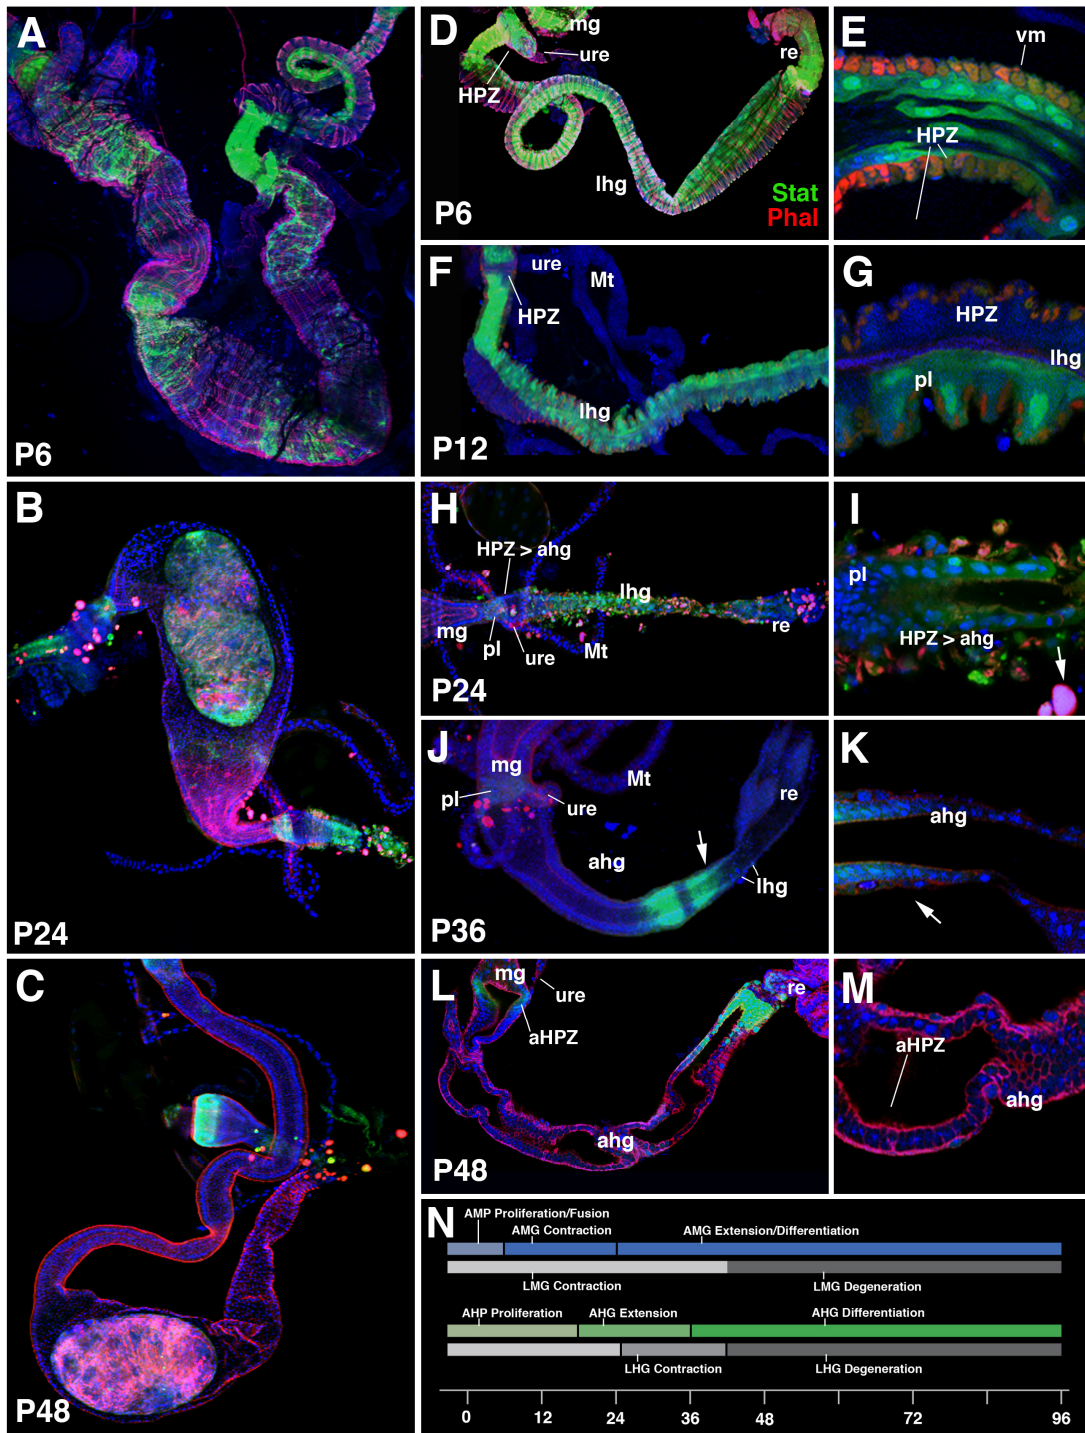 A
P6
B
P24
C
P48
D
mg
ure
re
HPZ
lhg
Stat
Phal
P6
E
vm
HPZ
F
ure
Mt
HPZ
lhg
P12
G
HPZ
lhg
pl
H
HPZ > ahg
lhg
mg
pl
ure
Mt
re
P24
I
pl
HPZ > ahg
J
mg
Mt
pl
ure
re
ahg
lhg
P36
K
ahg
L
mg
ure
re
aHPZ
ahg
P48
M
aHPZ
ahg
N
AMP Proliferation/Fusion
AMG Contraction
AMG Extension/Differentiation
LMG Contraction
LMG Degeneration
AHP Proliferation
AHG Extension
AHG Differentiation
LHG Contraction
LHG Degeneration
0 12 24 36 48 72 96